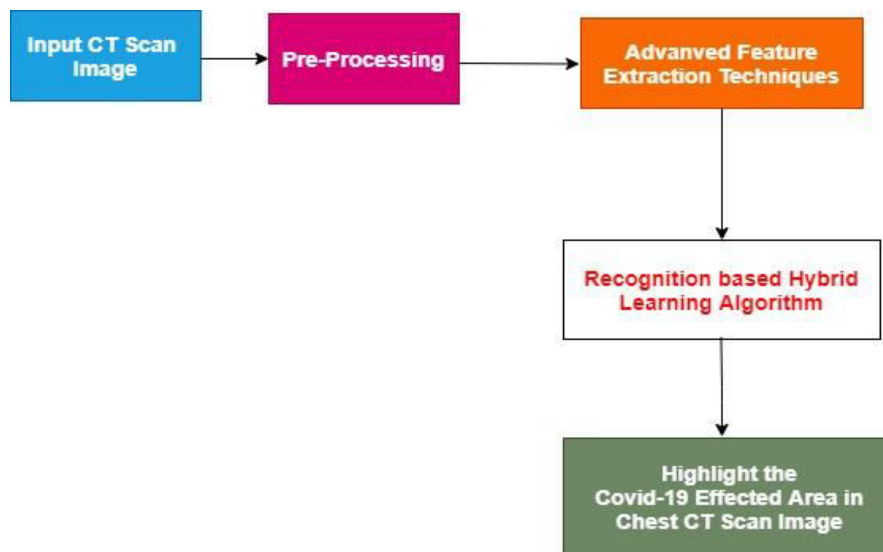 Input CT Scan
Image
Pre-Processing
Advanved Feature
Extraction Techniques
Recognition based Hybrid
Learning Algorithm
Highlight the
Covid-19 Effected Area in
Chest CT Scan Image